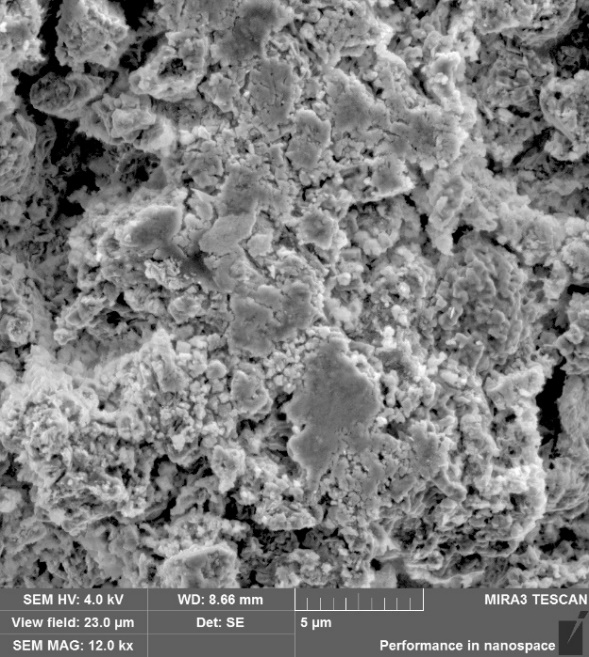 SEM HV: 4.0 kV
WD: 8.66 mm
MIRA3 TESCAN
View field: 23.0 µm
Det: SE
5 µm
SEM MAG: 12.0 kx
Performance in nanospace